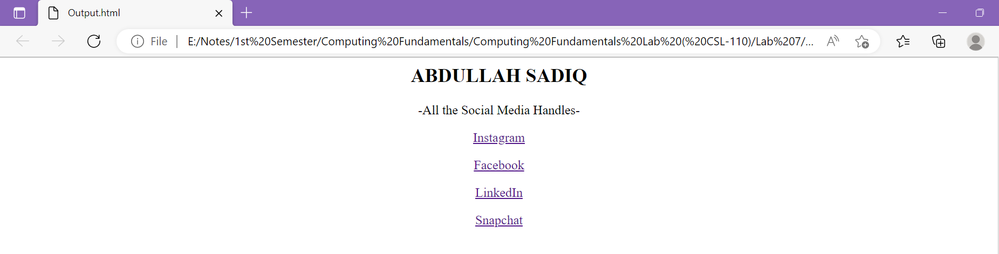 Output.html
File
E:/Notes/1st%20Semester/Computing%20Fundamentals/Computing%20Fundamentals%20Lab%20(%20CSL-110)/Lab%207/...
ABDULLAH SADIQ
-All the Social Media Handles-
Instagram
Facebook
LinkedIn
Snapchat